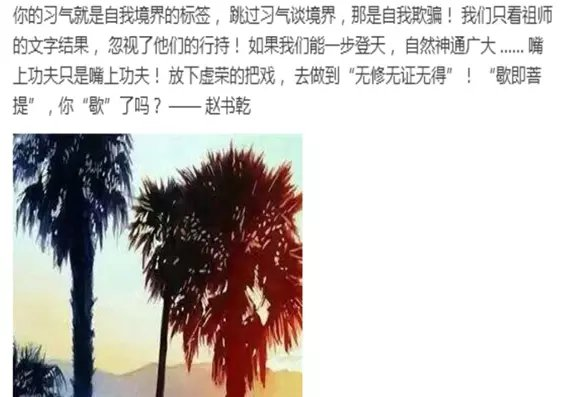 你的习气就是自我境界的标签，跳过习气谈境界，那是自我欺骗！我们只看祖师
的文字结果，忽视了他们的行持！如果我们能一步登天，自然神通广大 ...... 嘴
上功夫只是嘴上功夫！放下虚荣的把戏，去做到“无修无证无得”！“歇即菩
提”，你“歇”了吗？—— 赵书乾